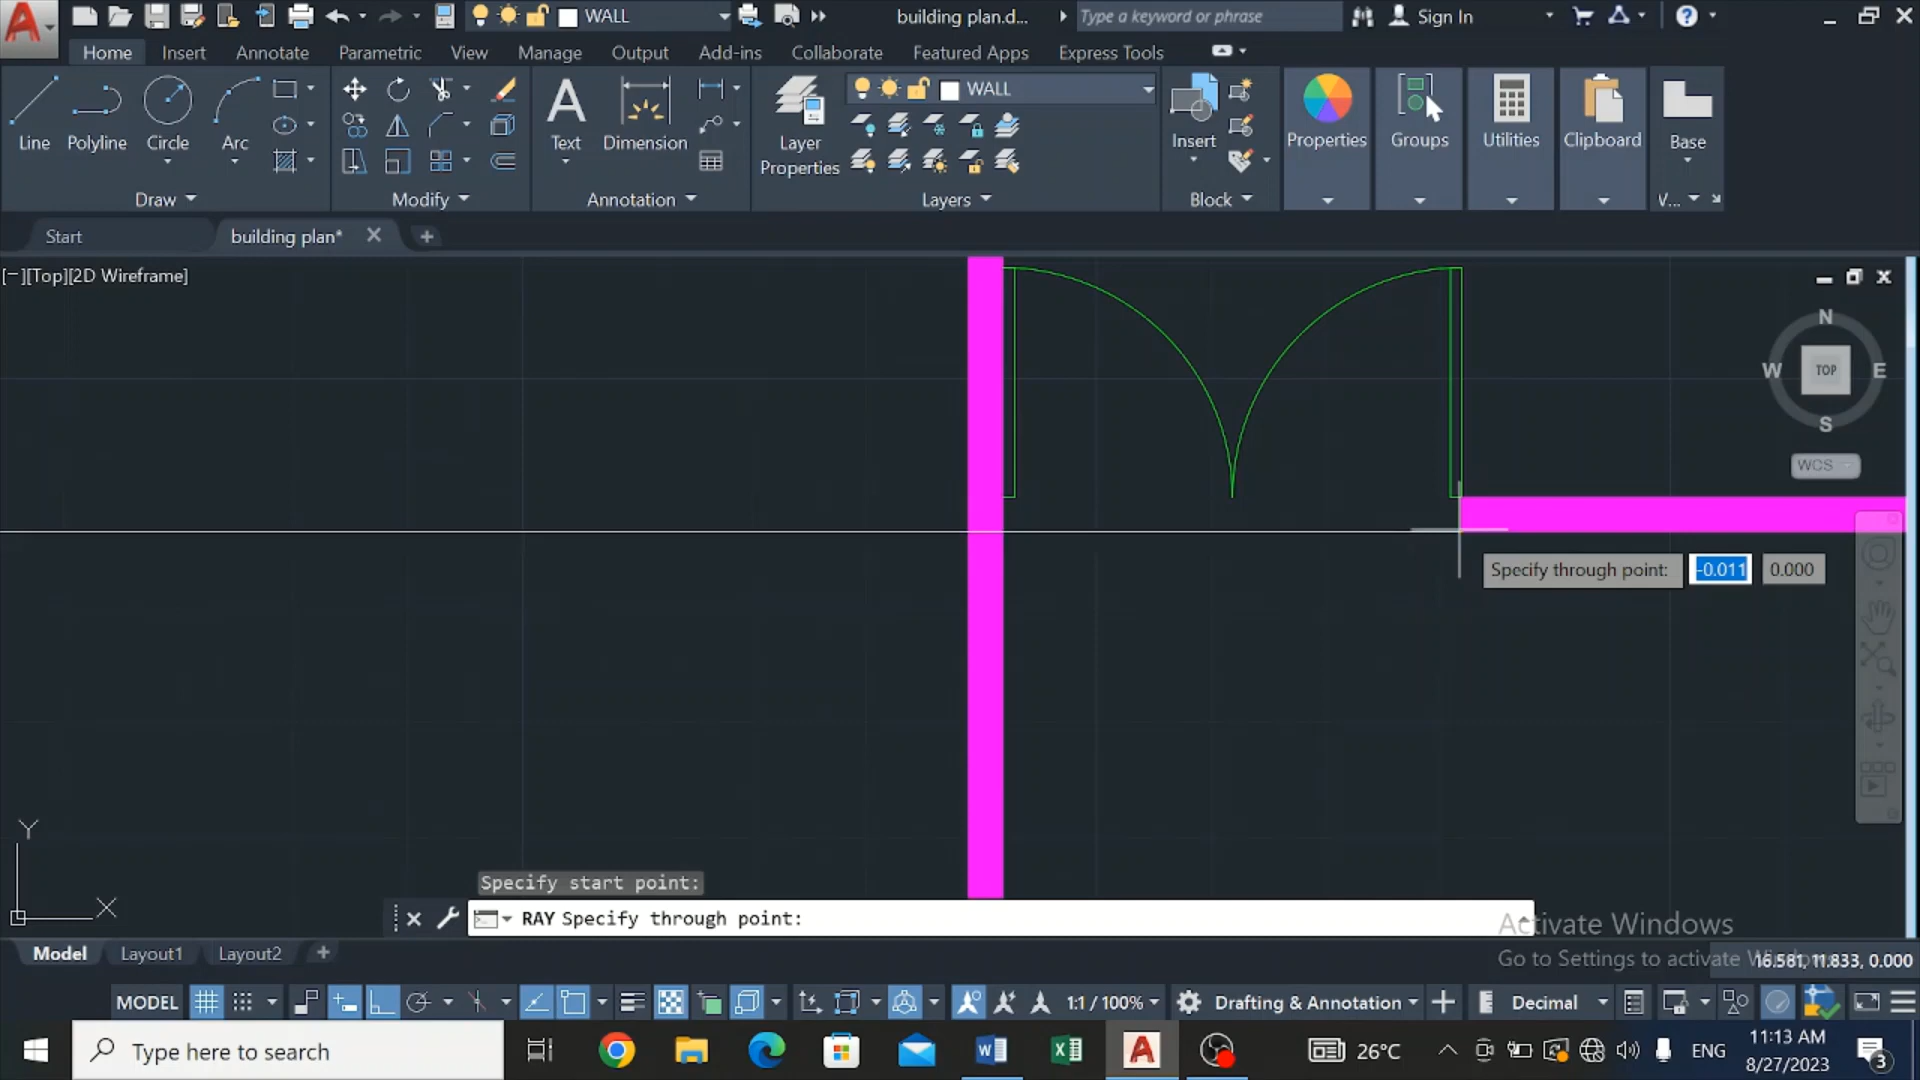 WALL
building plan.d...
Type a keyword or phrase
Sign In
Home
Insert
Annotate
Parametric
View
Manage
Output
Add-ins
Collaborate
Featured Apps
Express Tools
Line
Polyline
Circle
Arc
Text
Dimension
Layer
Properties
WALL
Insert
Properties
Groups
Utilities
Clipboard
Base
Draw
Modify
Annotation
Layers
Block
V...
Start
building plan*
[−][Top][2D Wireframe]
N
W
TOP
E
S
WCS
Specify through point:
-0.011
0.000
Y
X
Specify start point:
RAY Specify through point:
Activate Windows
Go to Settings to activate
16.581, 11.833, 0.000
Model
Layout1
Layout2
MODEL
1:1 / 100%
Drafting & Annotation
Decimal
Type here to search
26°C
ENG
11:13 AM
8/27/2023
3